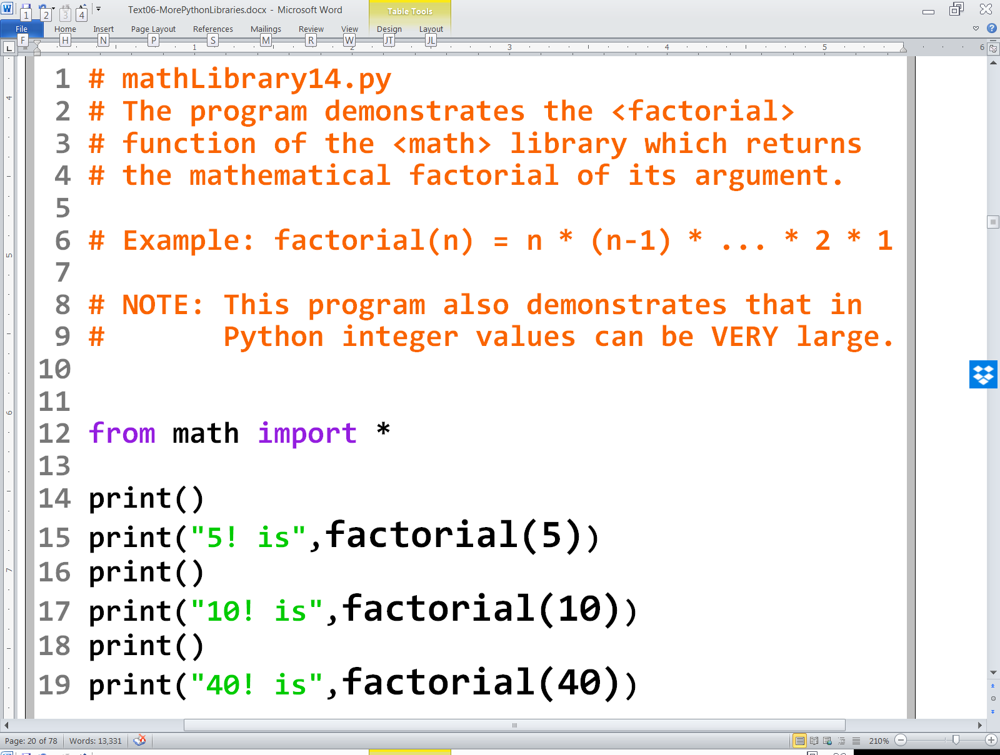 1 2 3 4
Text06-MorePythonLibraries.docx - Microsoft Word
Table Tools
File Home Insert Page Layout References Mailings Review View Design Layout
F H N P S M R W JT JL
L 1 2 3 4 5 6
1 # mathLibrary14.py
2 # The program demonstrates the <factorial>
3 # function of the <math> library which returns
4 # the mathematical factorial of its argument.
5
6 # Example: factorial(n) = n * (n-1) * ... * 2 * 1
7
8 # NOTE: This program also demonstrates that in
9 #       Python integer values can be VERY large.
10
11
12 from math import *
13
14 print()
15 print("5! is",factorial(5))
16 print()
17 print("10! is",factorial(10))
18 print()
19 print("40! is",factorial(40))
4
5
6
7
Page: 20 of 78 Words: 13,331 210%